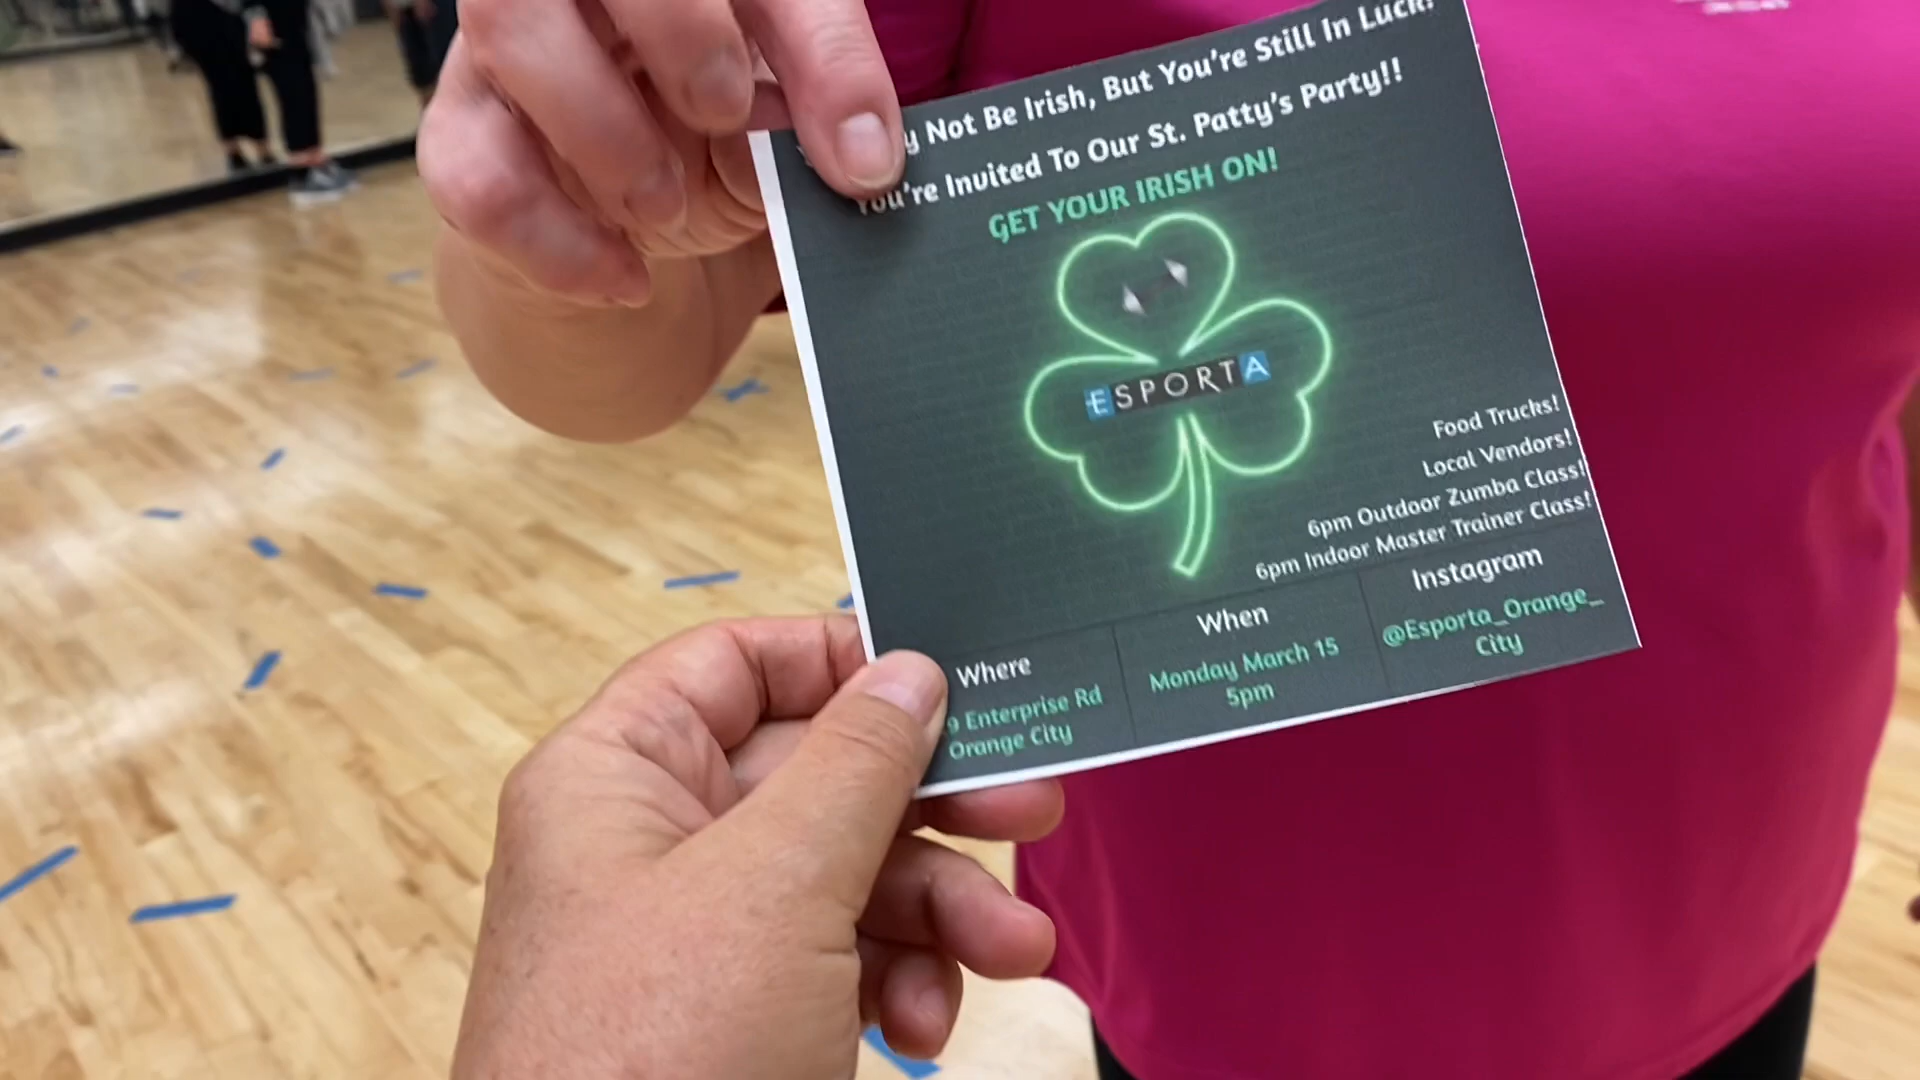 Not Be Irish, But You're Still In Luck!
You're Invited To Our St. Patty's Party!!
GET YOUR IRISH ON!
ESPORTA
Food Trucks!
Local Vendors!
6pm Outdoor Zumba Class!
6pm Indoor Master Trainer Class!
Where
9 Enterprise Rd
Orange City
When
Monday March 15
5pm
Instagram
@Esporta_Orange_
City